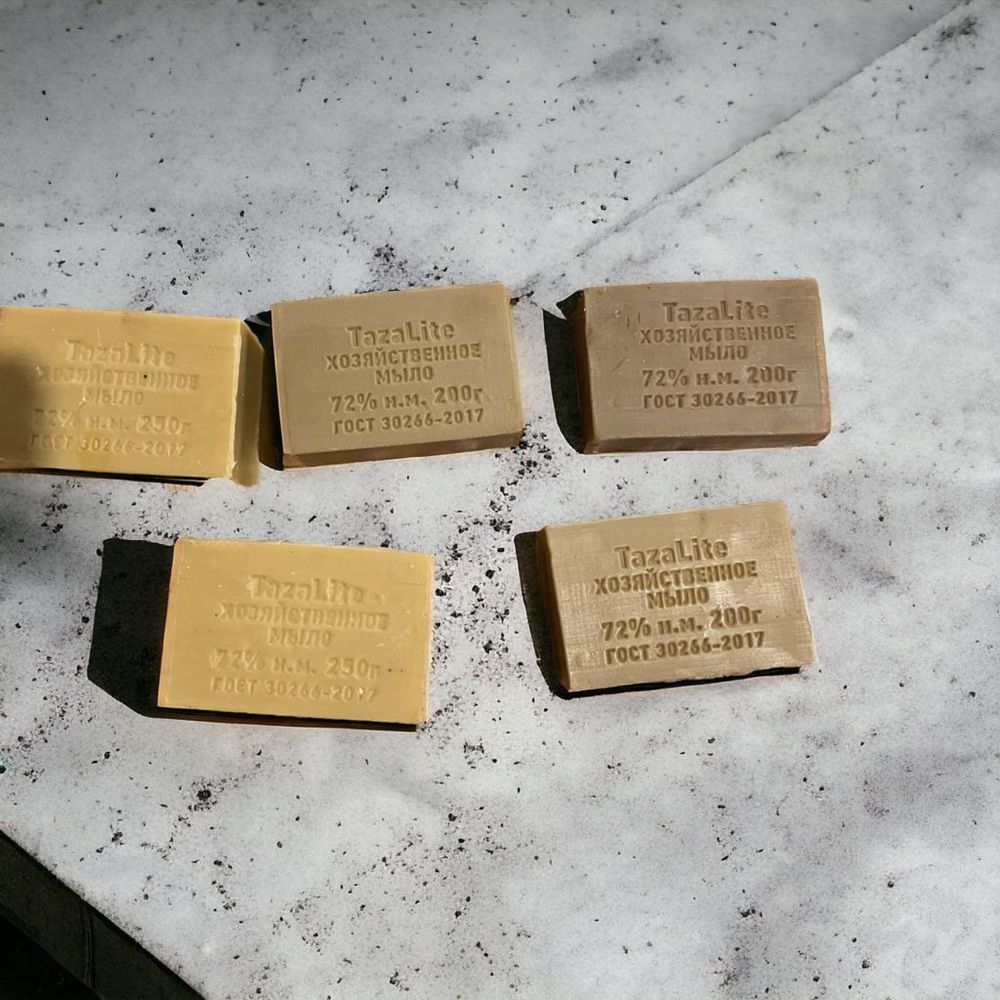 TazaLite
ХОЗЯЙСТВЕННОЕ
МЫЛО
72% н.м. 250г
ГОСТ 30266-2017
TazaLite
ХОЗЯЙСТВЕННОЕ
МЫЛО
72% н.м. 200г
ГОСТ 30266-2017
TazaLite
ХОЗЯЙСТВЕННОЕ
МЫЛО
72% н.м. 200г
ГОСТ 30266-2017
TazaLite
ХОЗЯЙСТВЕННОЕ
МЫЛО
72% н.м. 250г
ГОСТ 30266-2017
TazaLite
ХОЗЯЙСТВЕННОЕ
МЫЛО
72% н.м. 200г
ГОСТ 30266-2017